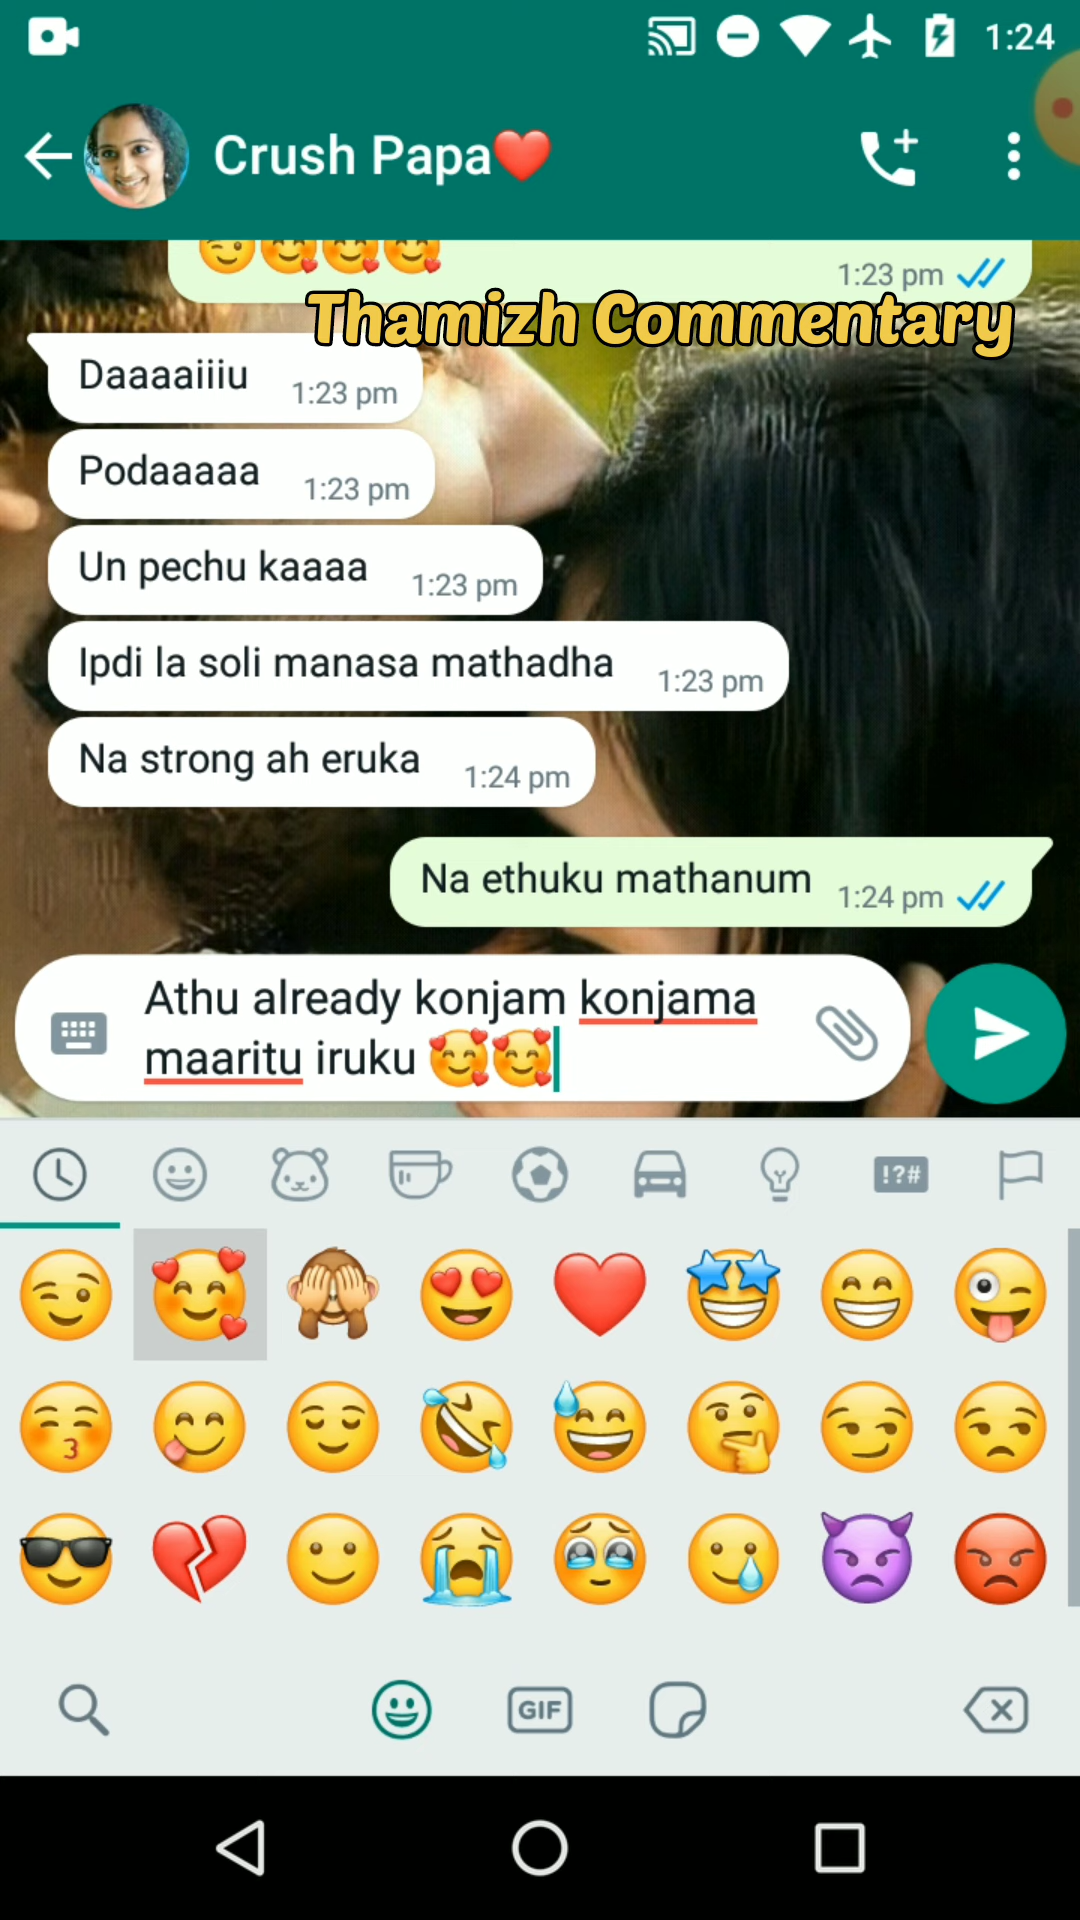 1:24
Crush Papa❤️
😉🥰🥰🥰 1:23 pm
Thamizh Commentary
Daaaaiiiu 1:23 pm
Podaaaaa 1:23 pm
Un pechu kaaaa 1:23 pm
Ipdi la soli manasa mathadha 1:23 pm
Na strong ah eruka 1:24 pm
Na ethuku mathanum 1:24 pm
Athu already konjam konjama
maaritu iruku 🥰🥰
!?#
GIF